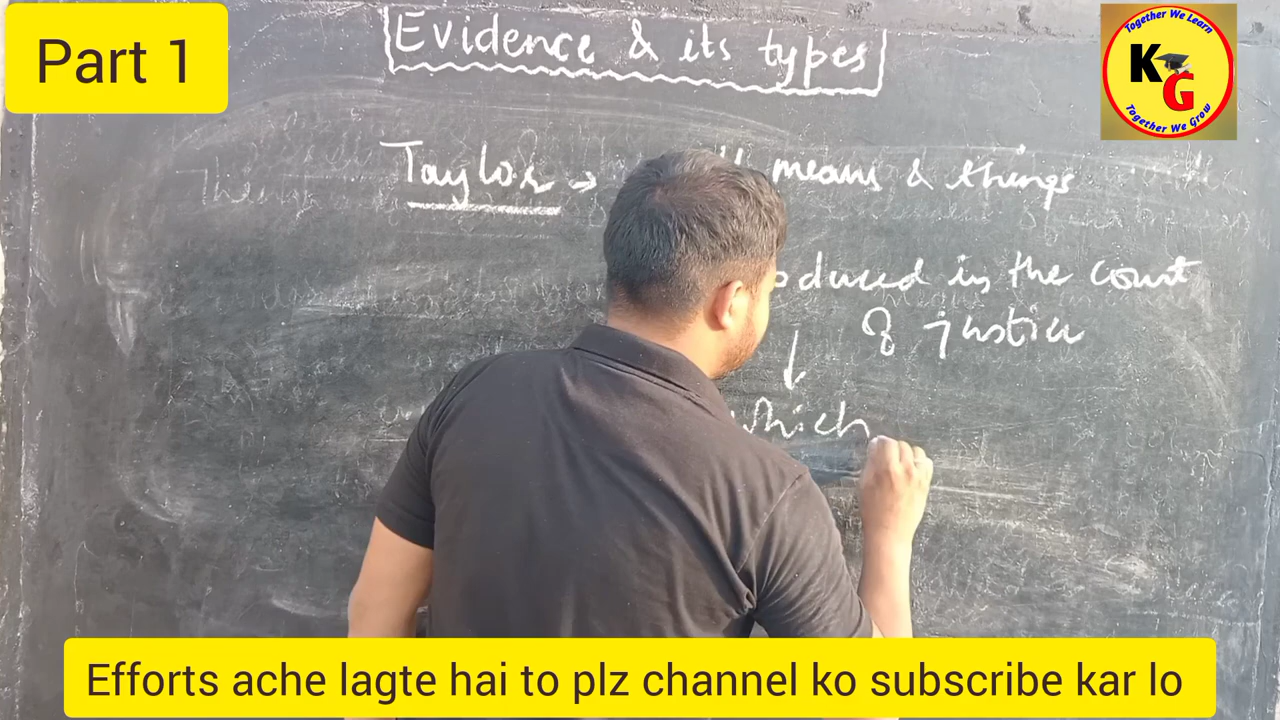 Part 1
Evidence & its types
Together We Learn
KG
Together We Grow
Taylor → means & things
in the court
of justice
which
Efforts ache lagte hai to plz channel ko subscribe kar lo